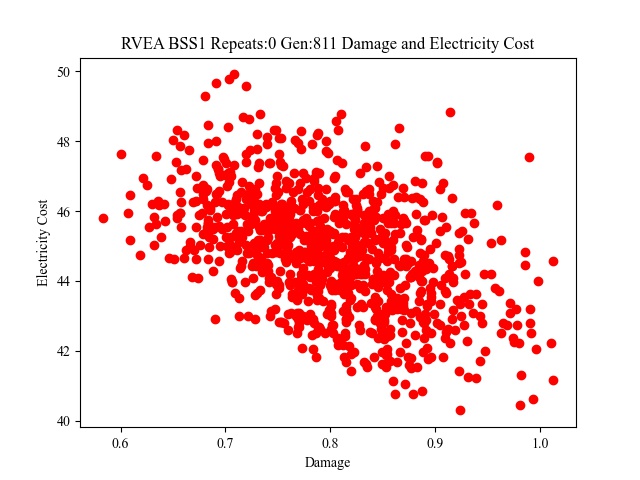 RVEA BSS1 Repeats:0 Gen:811 Damage and Electricity Cost
50
48
46
44
42
40
Electricity Cost
0.6 0.7 0.8 0.9 1.0
Damage